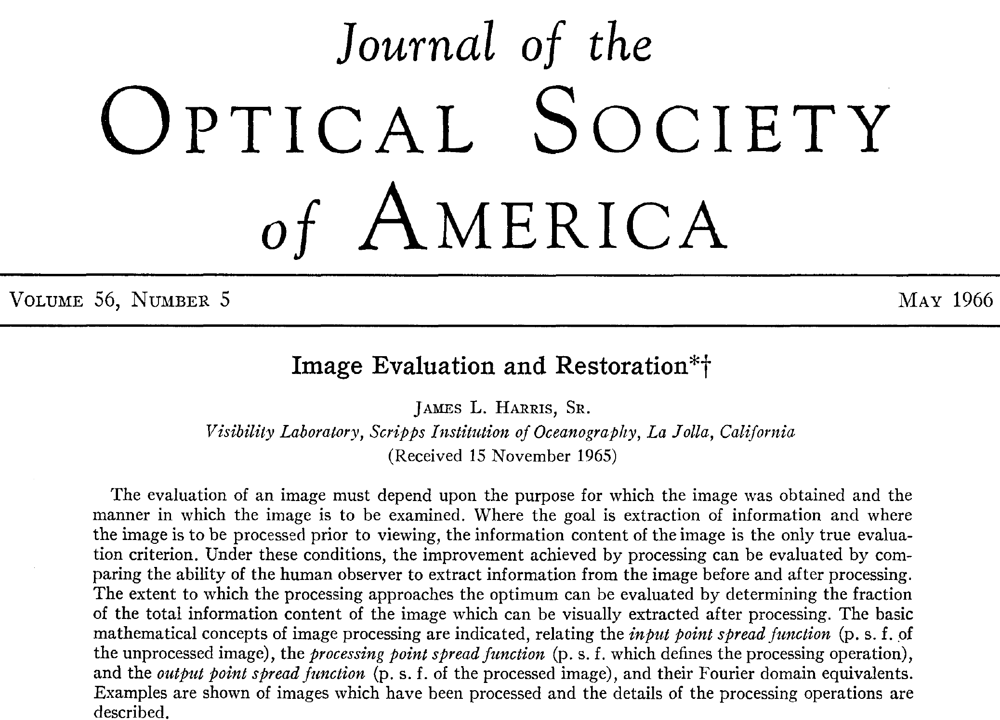 Journal of the
OPTICAL SOCIETY
of AMERICA
VOLUME 56, NUMBER 5 MAY 1966
Image Evaluation and Restoration*†
JAMES L. HARRIS, SR.
Visibility Laboratory, Scripps Institution of Oceanography, La Jolla, California
(Received 15 November 1965)
The evaluation of an image must depend upon the purpose for which the image was obtained and the
manner in which the image is to be examined. Where the goal is extraction of information and where
the image is to be processed prior to viewing, the information content of the image is the only true evalua-
tion criterion. Under these conditions, the improvement achieved by processing can be evaluated by com-
paring the ability of the human observer to extract information from the image before and after processing.
The extent to which the processing approaches the optimum can be evaluated by determining the fraction
of the total information content of the image which can be visually extracted after processing. The basic
mathematical concepts of image processing are indicated, relating the input point spread function (p. s. f. of
the unprocessed image), the processing point spread function (p. s. f. which defines the processing operation),
and the output point spread function (p. s. f. of the processed image), and their Fourier domain equivalents.
Examples are shown of images which have been processed and the details of the processing operations are
described.